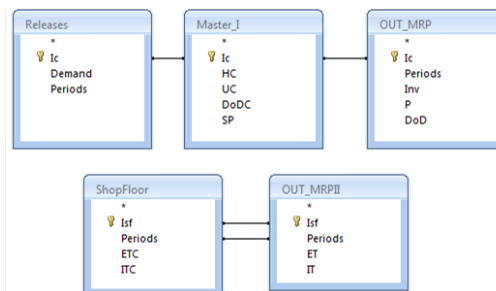 Releases
*
Ic
Demand
Periods
Master_I
*
Ic
HC
UC
DoDC
SP
OUT_MRP
*
Ic
Periods
Inv
P
DoD
ShopFloor
*
Isf
Periods
ETC
ITC
OUT_MRPII
*
Isf
Periods
ET
IT